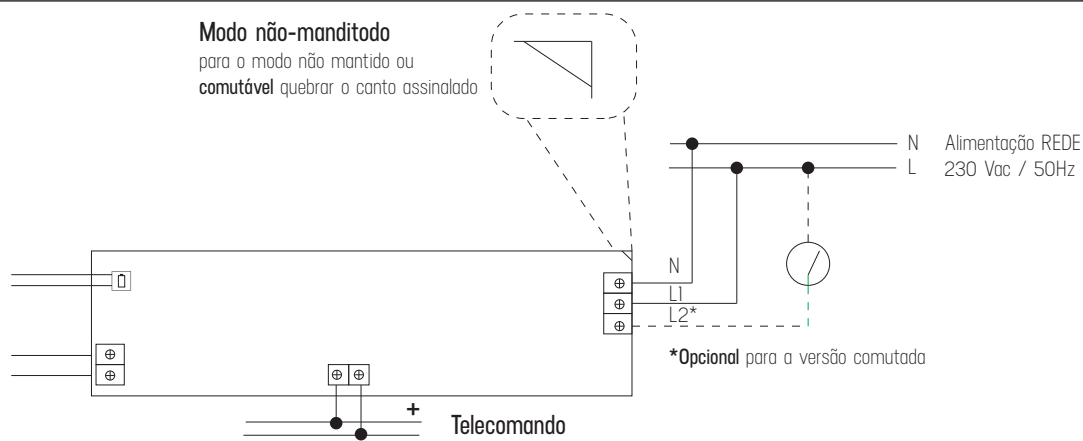 Modo não-manditodo
para o modo não mantido ou
comutável quebrar o canto assinalado
N Alimentação REDE
L 230 Vac / 50Hz
N
L1
L2*
*Opcional para a versão comutada
+
Telecomando